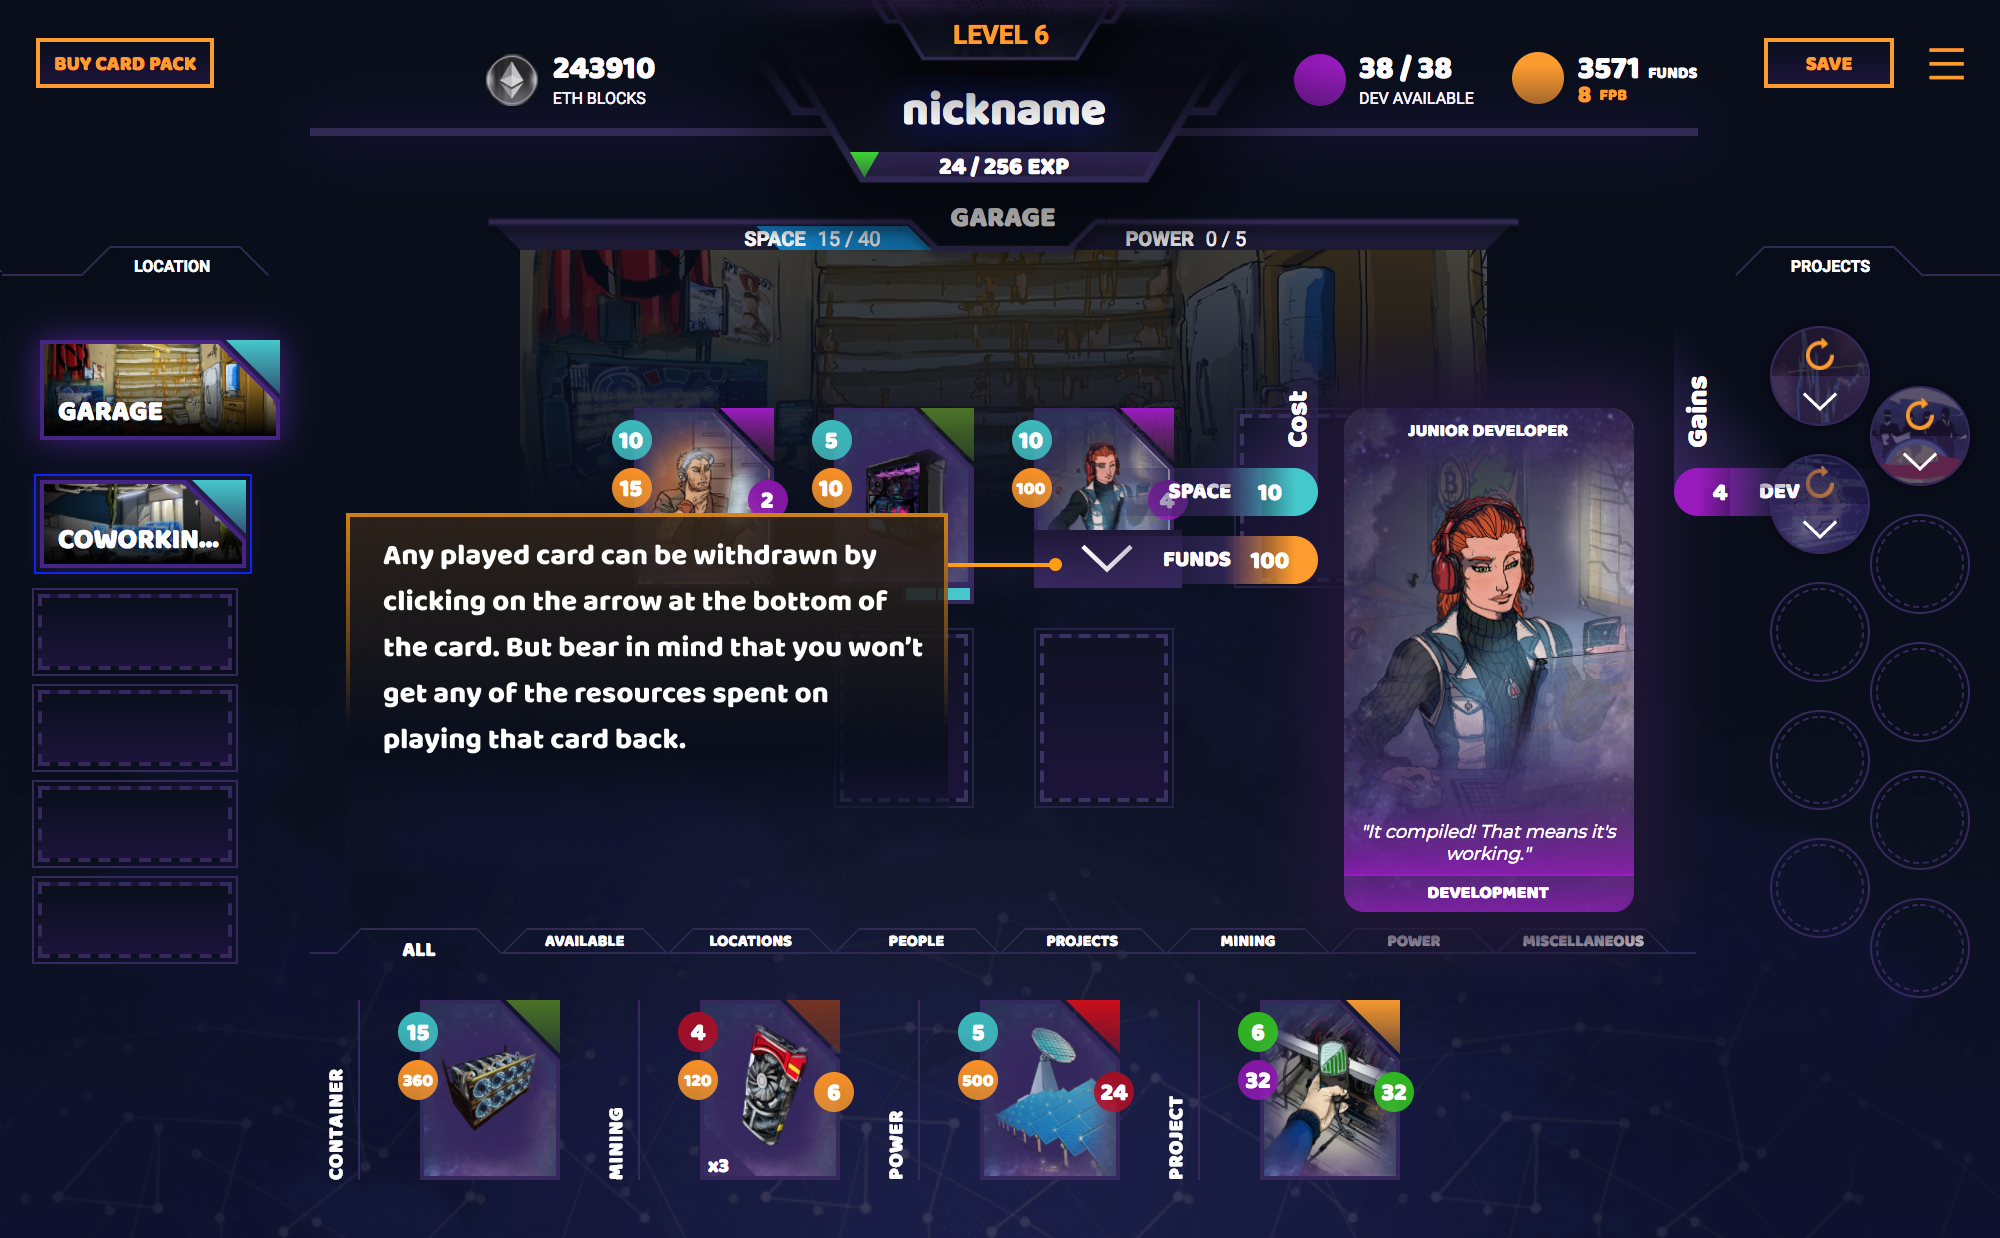 BUY CARD PACK
243910
ETH BLOCKS
LEVEL 6
nickname
24 / 256 EXP
38 / 38
DEV AVAILABLE
3571 FUNDS
8 FPB
SAVE
GARAGE
SPACE 15 / 40
POWER 0 / 5
LOCATION
GARAGE
COWORKIN...
PROJECTS
10
15
2
5
10
10
100
4
Cost
SPACE 10
FUNDS 100
JUNIOR DEVELOPER
"It compiled! That means it's
working."
DEVELOPMENT
Gains
4 DEV
Any played card can be withdrawn by
clicking on the arrow at the bottom of
the card. But bear in mind that you won't
get any of the resources spent on
playing that card back.
ALL
AVAILABLE
LOCATIONS
PEOPLE
PROJECTS
MINING
POWER
MISCELLANEOUS
CONTAINER
15
360
MINING
4
120
6
x3
POWER
5
500
24
PROJECT
6
32
32